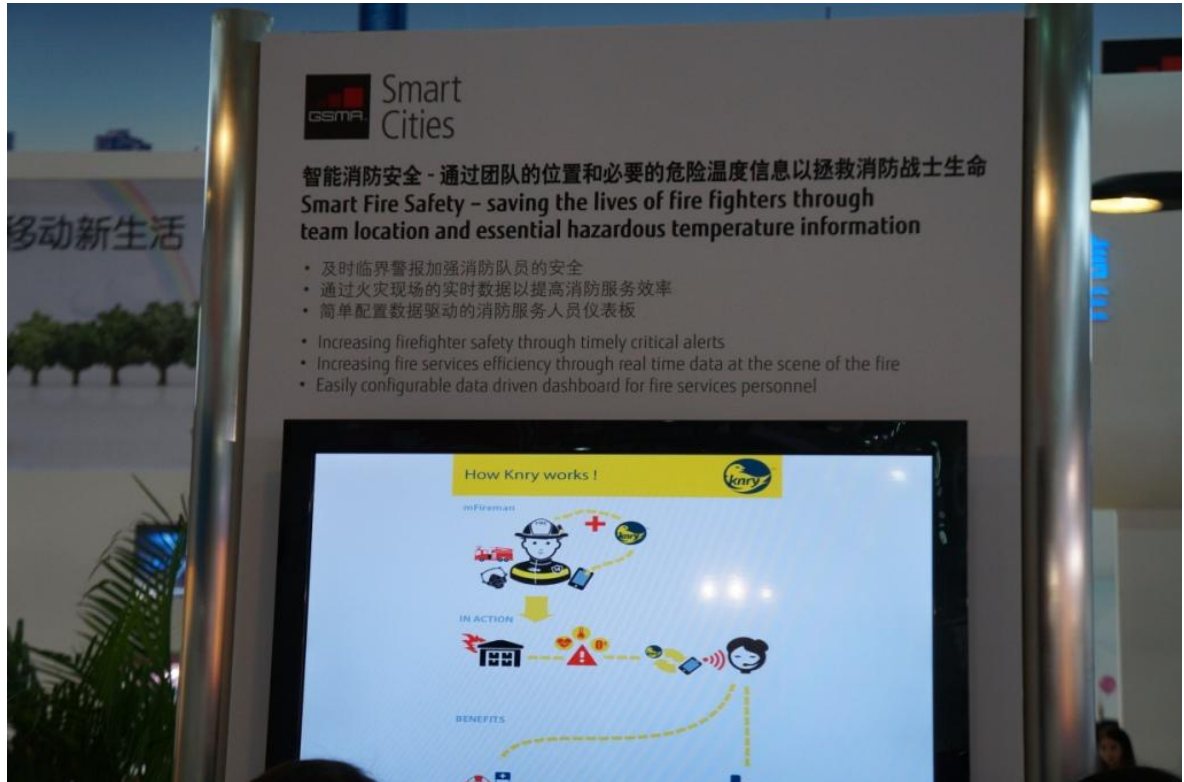 GSMA
Smart
Cities
智能消防安全 - 通过团队的位置和必要的危险温度信息以拯救消防战士生命
Smart Fire Safety – saving the lives of fire fighters through
team location and essential hazardous temperature information
• 及时临界警报加强消防队员的安全
• 通过火灾现场的实时数据以提高消防服务效率
• 简单配置数据驱动的消防服务人员仪表板
• Increasing firefighter safety through timely critical alerts
• Increasing fire services efficiency through real time data at the scene of the fire
• Easily configurable data driven dashboard for fire services personnel
移动新生活
How Knry works !
knry
mFireman
FIRE
knry
IN ACTION
BENEFITS